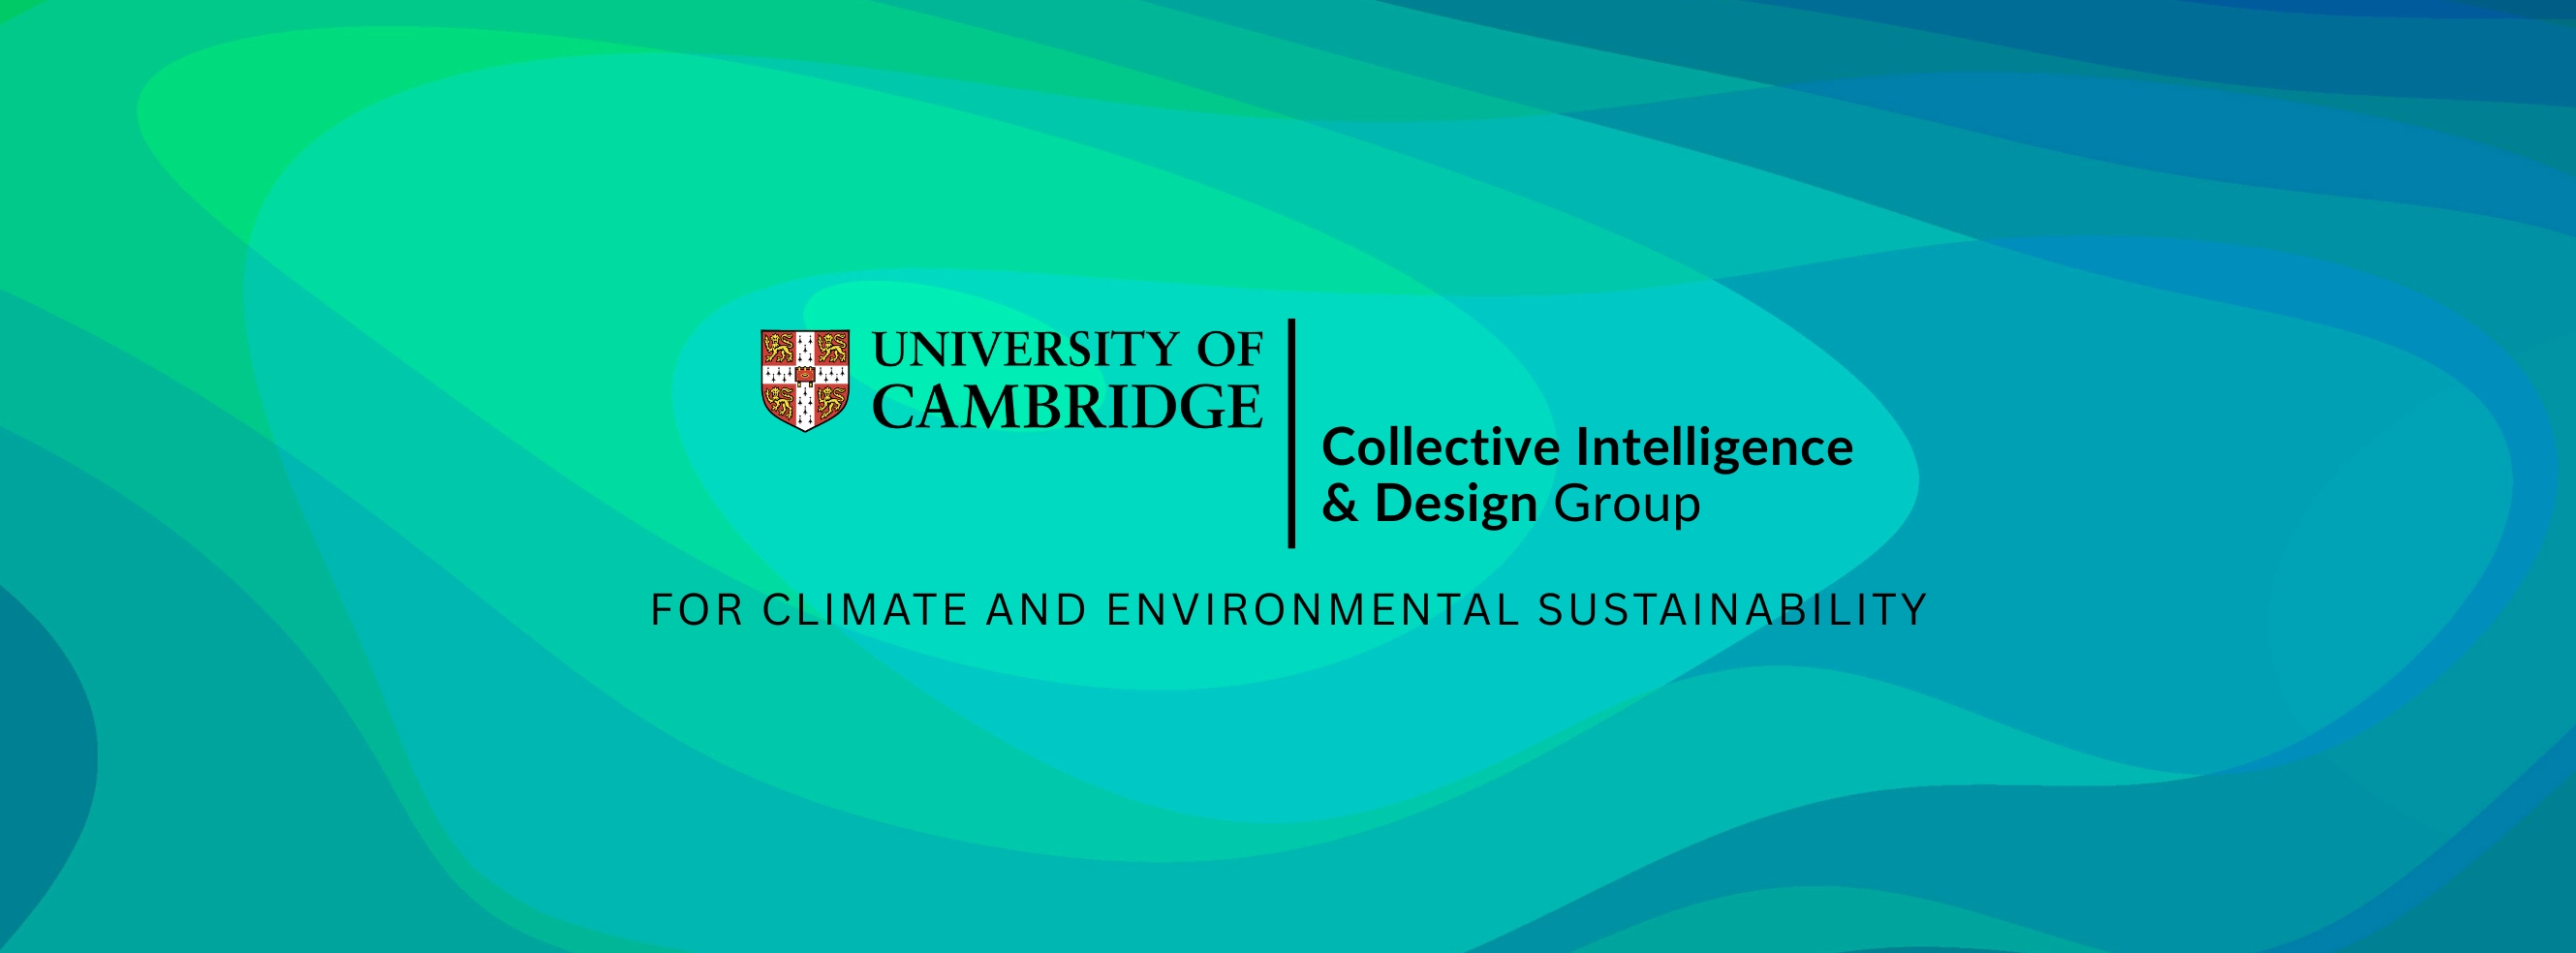 UNIVERSITY OF
CAMBRIDGE
Collective Intelligence
& Design Group
FOR CLIMATE AND ENVIRONMENTAL SUSTAINABILITY